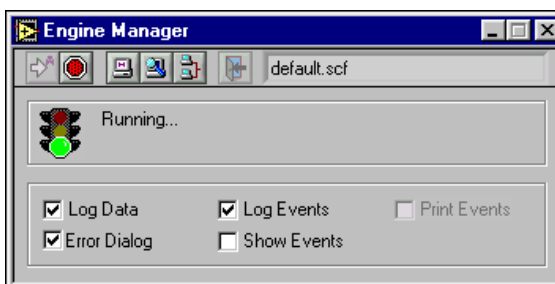 Engine Manager
default.scf
Running...
Log Data
Log Events
Print Events
Error Dialog
Show Events